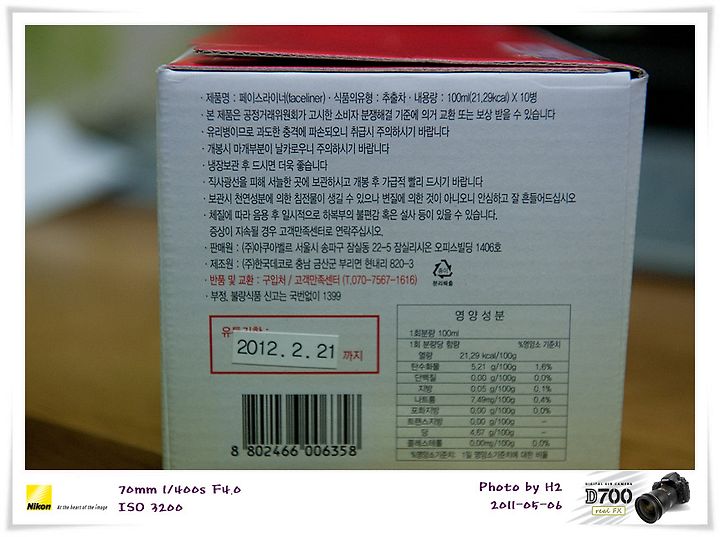 · 제품명 : 페이스라이너(faceliner) · 식품의유형 : 추출차 · 내용량 : 100ml(21,29kcal) X 10병
· 본 제품은 공정거래위원회가 고시한 소비자 분쟁해결 기준에 의거 교환 또는 보상 받을 수 있습니다
· 유리병이므로 과도한 충격에 파손되오니 취급시 주의하시기 바랍니다
· 개봉시 마개부분이 날카로우니 주의하시기 바랍니다
· 냉장보관 후 드시면 더욱 좋습니다
· 직사광선을 피해 서늘한 곳에 보관하시고 개봉 후 가급적 빨리 드시기 바랍니다
· 보관시 천연성분에 의한 침전물이 생길 수 있으나 변질에 의한 것이 아니오니 안심하고 잘 흔들어드십시오
· 체질에 따라 음용 후 일시적으로 하복부의 불편감 혹은 설사 등이 있을 수 있습니다.
증상이 지속될 경우 고객만족센터로 연락주십시오.
· 판매원 : (주)아쿠아벨르 서울시 송파구 잠실동 22-5 잠실리시온 오피스빌딩 1406호
· 제조원 : (주)한국데코로 충남 금산군 부리면 현내리 820-3
· 반품 및 교환 : 구입처 / 고객만족센터 (T.070-7567-1616)
· 부정, 불량식품 신고는 국번없이 1399
종이
분리배출
유통기한 :
2012.2.21 까지
8 802466 006358
영양성분
1회분량 100ml
1회 분량당 함량 %영양소 기준치
열량 21,29 kcal/100g
탄수화물 5,21 g/100g 1.6%
단백질 0,00 g/100g 0,0%
지방 0,05 g/100g 0,1%
나트륨 7,49mg/100g 0,4%
포화지방 0,00 g/100g 0,0%
트랜스지방 0,00 g/100g -
당 4,67 g/100g -
콜레스테롤 0,00mg/100g 0,0%
%영양소기준치: 1일 영양소기준치에 대한 비율
Nikon At the heart of the image
70mm 1/400s F4.0
ISO 3200
Photo by H2
2011-05-06
DIGITAL SLR CAMERA
D700
real FX